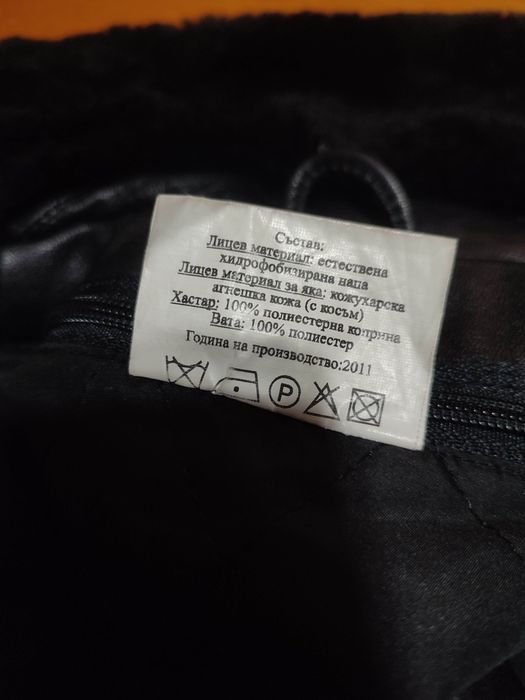 Състав:
Лицев материал: естествена
хидрофобизирана напа
Лицев материал за яка: кожухарска
агнешка кожа (с косъм)
Хастар: 100% полиестерна коприна
Вата: 100% полиестер
Година на производство:2011
P